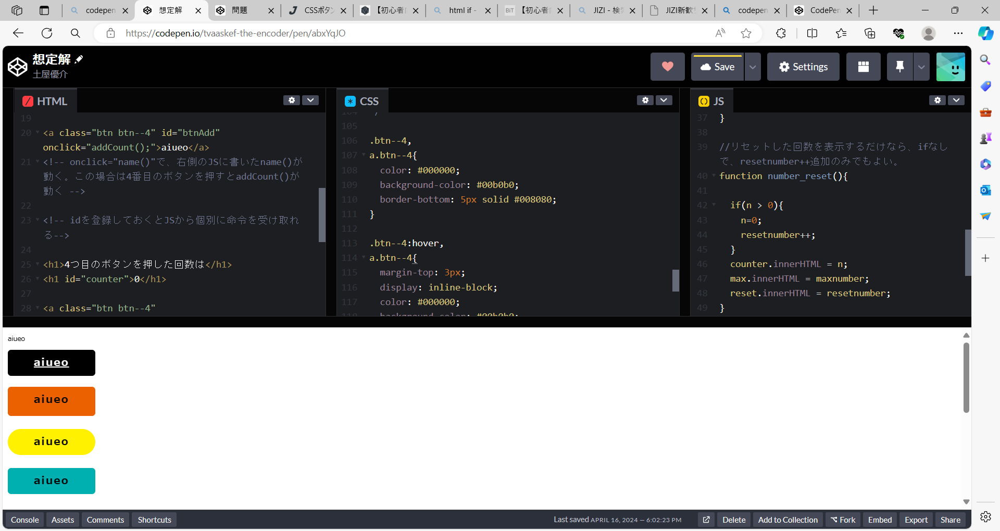 codepen
想定解
問題
CSSボタン
【初心者
html if -
BiT
【初心者
JIZI - 検索
JIZI新歓
codepen
CodePen
https://codepen.io/tvaaskef-the-encoder/pen/abxYqJO
想定解
土屋優介
Save
Settings
HTML
19
20 <a class="btn btn--4" id="btnAdd"
onclick="addCount();">aiueo</a>
21 <!-- onclick="name()"で、右側のJSに書いたname()が
動く。この場合は4番目のボタンを押すとaddCount()が
動く -->
22
23 <!-- idを登録しておくとJSから個別に命令を受け取れ
る-->
24
25 <h1>4つ目のボタンを押した回数は</h1>
26 <h1 id="counter">0</h1>
27
28 <a class="btn btn--4"
CSS
104 /
105
106 .btn--4,
107 a.btn--4{
108 color: #000000;
109 background-color: #00b0b0;
110 border-bottom: 5px solid #008080;
111 }
112
113 .btn--4:hover,
114 a.btn--4{
115 margin-top: 3px;
116 display: inline-block;
117 color: #000000;
118 background-color: #00b0b0;
JS
37 }
38
39 //リセットした回数を表示するだけなら、ifなし
で、resetnumber++追加のみでもよい。
40 function number_reset(){
41
42 if(n > 0){
43 n=0;
44 resetnumber++;
45 }
46 counter.innerHTML = n;
47 max.innerHTML = maxnumber;
48 reset.innerHTML = resetnumber;
49 }
aiueo
aiueo
aiueo
aiueo
aiueo
Console
Assets
Comments
Shortcuts
Last saved APRIL 16, 2024 — 6:02:23 PM
Delete
Add to Collection
Fork
Embed
Export
Share